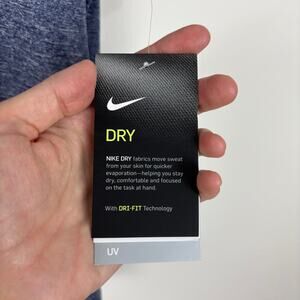 DRY
NIKE DRY fabrics move sweat
from your skin for quicker
evaporation—helping you stay
dry, comfortable and focused
on the task at hand.
With DRI-FIT Technology
UV